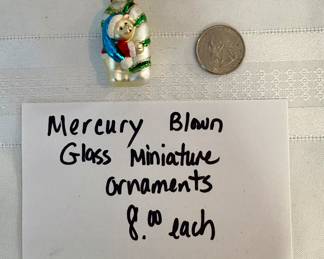 Mercury Blown
Glass Miniature
ornaments
8.00 each